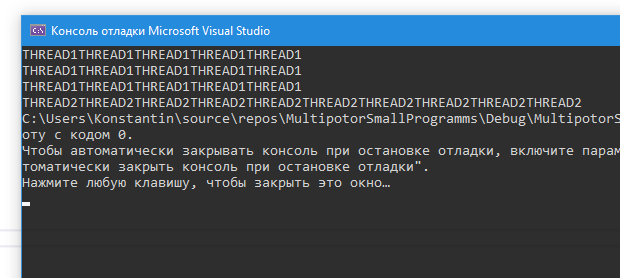 Консоль отладки Microsoft Visual Studio
THREAD1THREAD1THREAD1THREAD1THREAD1
THREAD1THREAD1THREAD1THREAD1THREAD1
THREAD1THREAD1THREAD1THREAD1THREAD1
THREAD2THREAD2THREAD2THREAD2THREAD2THREAD2THREAD2THREAD2THREAD2THREAD2
C:\Users\Konstantin\source\repos\MultipotorSmallProgramms\Debug\MultipotorS
оту с кодом 0.
Чтобы автоматически закрывать консоль при остановке отладки, включите парам
томатически закрыть консоль при остановке отладки".
Нажмите любую клавишу, чтобы закрыть это окно…